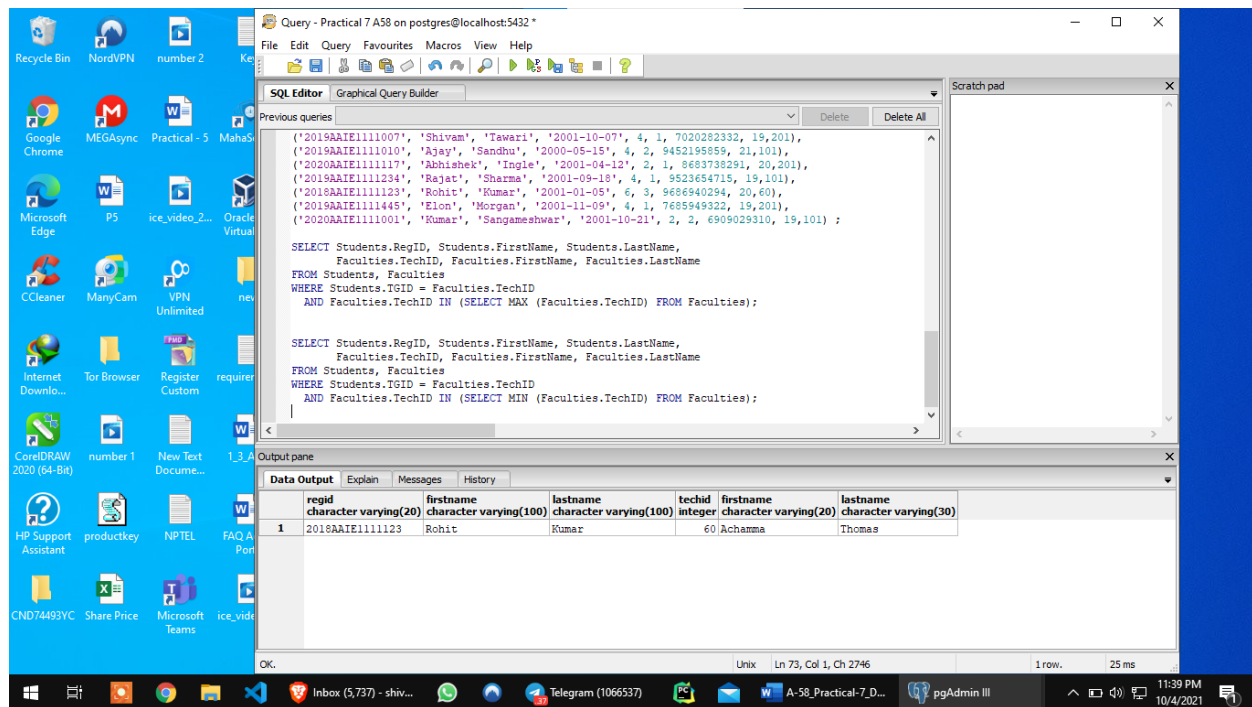 Query - Practical 7 A58 on postgres@localhost:5432 *
File Edit Query Favourites Macros View Help
SQL Editor Graphical Query Builder
Previous queries Delete Delete All
('2019AAIE1111007', 'Shivam', 'Tawari', '2001-10-07', 4, 1, 7020282332, 19,201),
('2019AAIE1111010', 'Ajay', 'Sandhu', '2000-05-15', 4, 2, 9452195859, 21,101),
('2020AAIE1111117', 'Abhishek', 'Ingle', '2001-04-12', 2, 1, 8683738291, 20,201),
('2019AAIE1111234', 'Rajat', 'Sharma', '2001-09-18', 4, 1, 9523654715, 19,101),
('2018AAIE1111123', 'Rohit', 'Kumar', '2001-01-05', 6, 3, 9686940294, 20,60),
('2019AAIE1111445', 'Elon', 'Morgan', '2001-11-09', 4, 1, 7685949322, 19,201),
('2020AAIE1111001', 'Kumar', 'Sangameshwar', '2001-10-21', 2, 2, 6909029310, 19,101) ;
SELECT Students.RegID, Students.FirstName, Students.LastName,
Faculties.TechID, Faculties.FirstName, Faculties.LastName
FROM Students, Faculties
WHERE Students.TGID = Faculties.TechID
AND Faculties.TechID IN (SELECT MAX (Faculties.TechID) FROM Faculties);
SELECT Students.RegID, Students.FirstName, Students.LastName,
Faculties.TechID, Faculties.FirstName, Faculties.LastName
FROM Students, Faculties
WHERE Students.TGID = Faculties.TechID
AND Faculties.TechID IN (SELECT MIN (Faculties.TechID) FROM Faculties);
Scratch pad
Output pane
Data Output Explain Messages History
regid firstname lastname techid firstname lastname
character varying(20) character varying(100) character varying(100) integer character varying(20) character varying(30)
1 2018AAIE1111123 Rohit Kumar 60 Achamma Thomas
OK. Unix Ln 73, Col 1, Ch 2746 1 row. 25 ms
Recycle Bin NordVPN number 2
Google Chrome MEGAsync Practical - 5
Microsoft Edge P5 ice_video_2... Oracle
Virtual
CCleaner ManyCam VPN Unlimited
Internet Downlo... Tor Browser Register Custom
CorelDRAW 2020 (64-Bit) number 1 New Text Docume...
HP Support Assistant productkey NPTEL
CND74493YC Share Price Microsoft Teams
Inbox (5,737) - shiv... Telegram (1066537) A-58_Practical-7_D... pgAdmin III
37
11:39 PM
10/4/2021